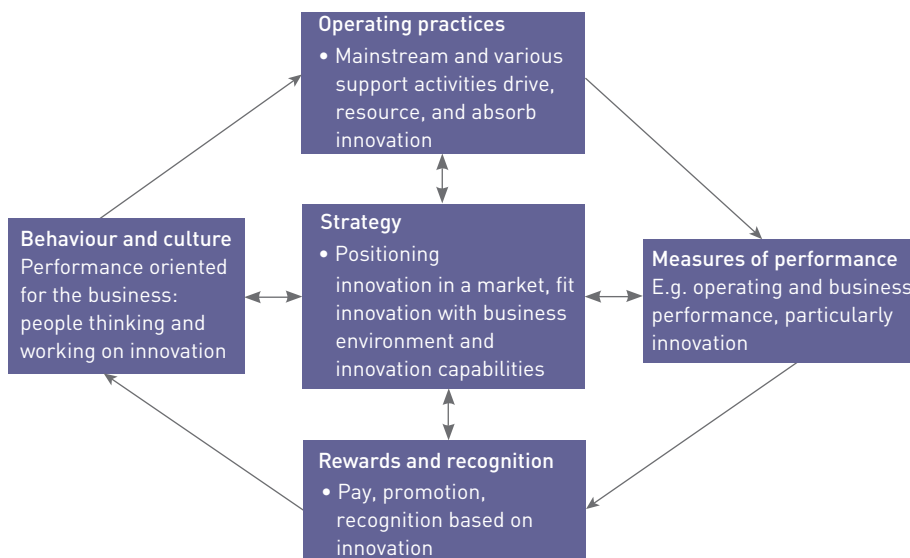 Operating practices
• Mainstream and various
support activities drive,
resource, and absorb
innovation
Strategy
• Positioning
innovation in a market, fit
innovation with business
environment and
innovation capabilities
Behaviour and culture
Performance oriented
for the business:
people thinking and
working on innovation
Measures of performance
E.g. operating and business
performance, particularly
innovation
Rewards and recognition
• Pay, promotion,
recognition based on
innovation